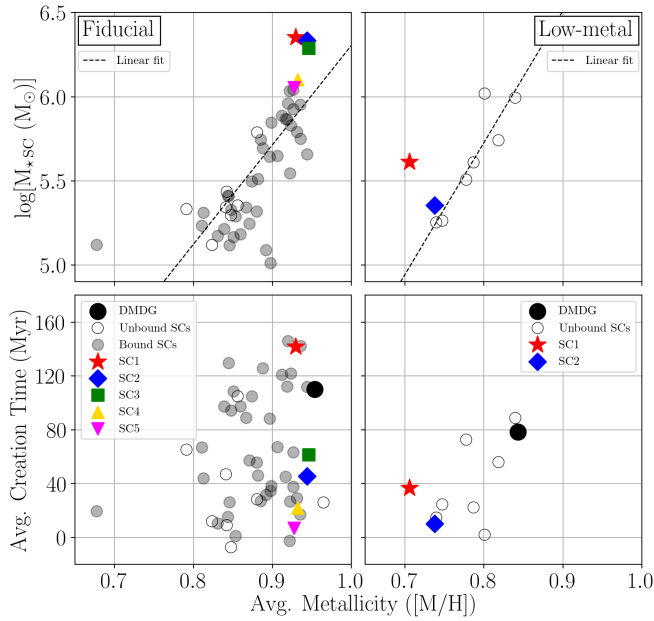 Fiducial
Linear fit
Low-metal
Linear fit
6.5
6.0
5.5
5.0
log[M⋆SC (M⊙)]
DMDG
Unbound SCs
Bound SCs
SC1
SC2
SC3
SC4
SC5
DMDG
Unbound SCs
SC1
SC2
160
120
80
40
0
Avg. Creation Time (Myr)
0.7 0.8 0.9 1.0 0.7 0.8 0.9 1.0
Avg. Metallicity ([M/H])